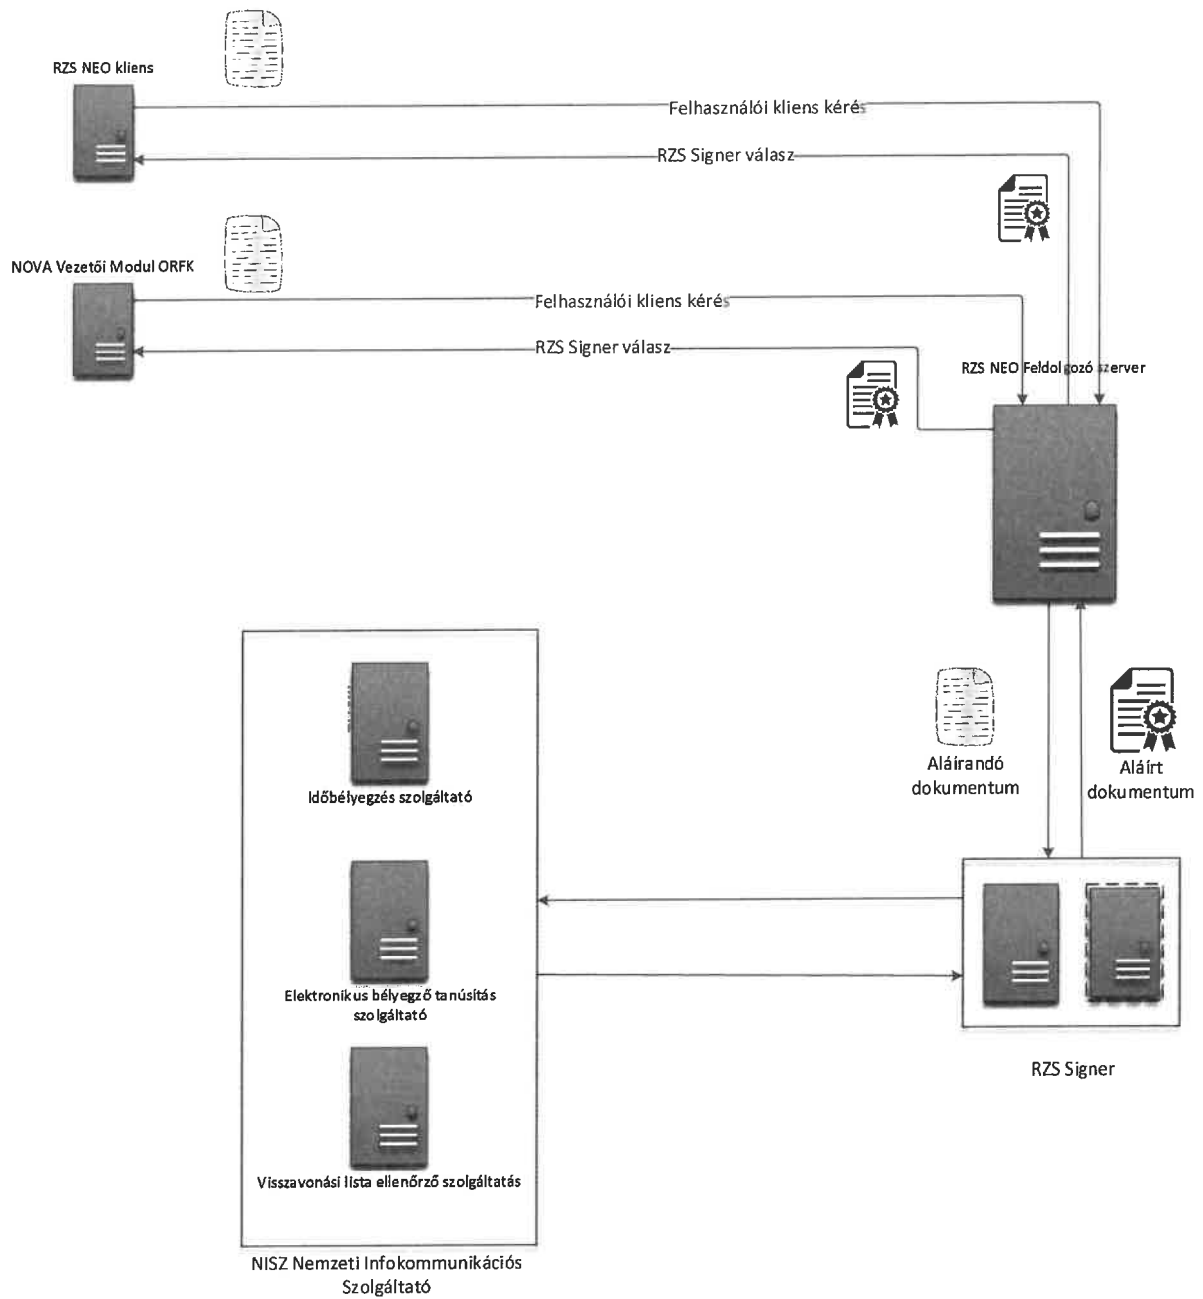 RZS NEO kliens
Felhasználói kliens kérés
RZS Signer válasz
NOVA Vezetői Modul ORFK
Felhasználói kliens kérés
RZS Signer válasz
RZS NEO Feldolgozó szerver
Aláírandó
dokumentum
Aláírt
dokumentum
Időbélyegzés szolgáltató
Elektronikus bélyegző tanúsítás
szolgáltató
Visszavonási lista ellenőrző szolgáltatás
RZS Signer
NISZ Nemzeti Infokommunikációs
Szolgáltató